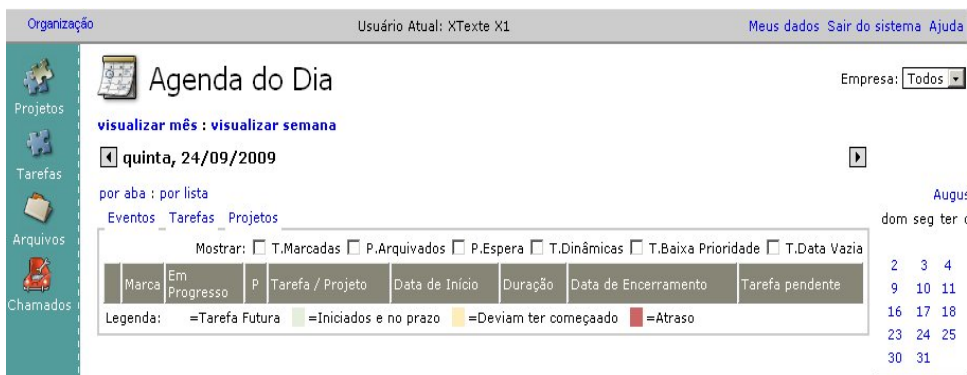 Organização Usuário Atual: XTexte X1 Meus dados Sair do sistema Ajuda
Projetos
Tarefas
Arquivos
Chamados
Agenda do Dia
Empresa: Todos
visualizar mês : visualizar semana
quinta, 24/09/2009
por aba : por lista
Eventos Tarefas Projetos
Mostrar: T.Marcadas P.Arquivados P.Espera T.Dinâmicas T.Baixa Prioridade T.Data Vazia
Marca Em Progresso P Tarefa / Projeto Data de Início Duração Data de Encerramento Tarefa pendente
Legenda: =Tarefa Futura =Iniciados e no prazo =Deviam ter começaado =Atraso
Augus
dom seg ter
2 3 4
9 10 11
16 17 18
23 24 25
30 31